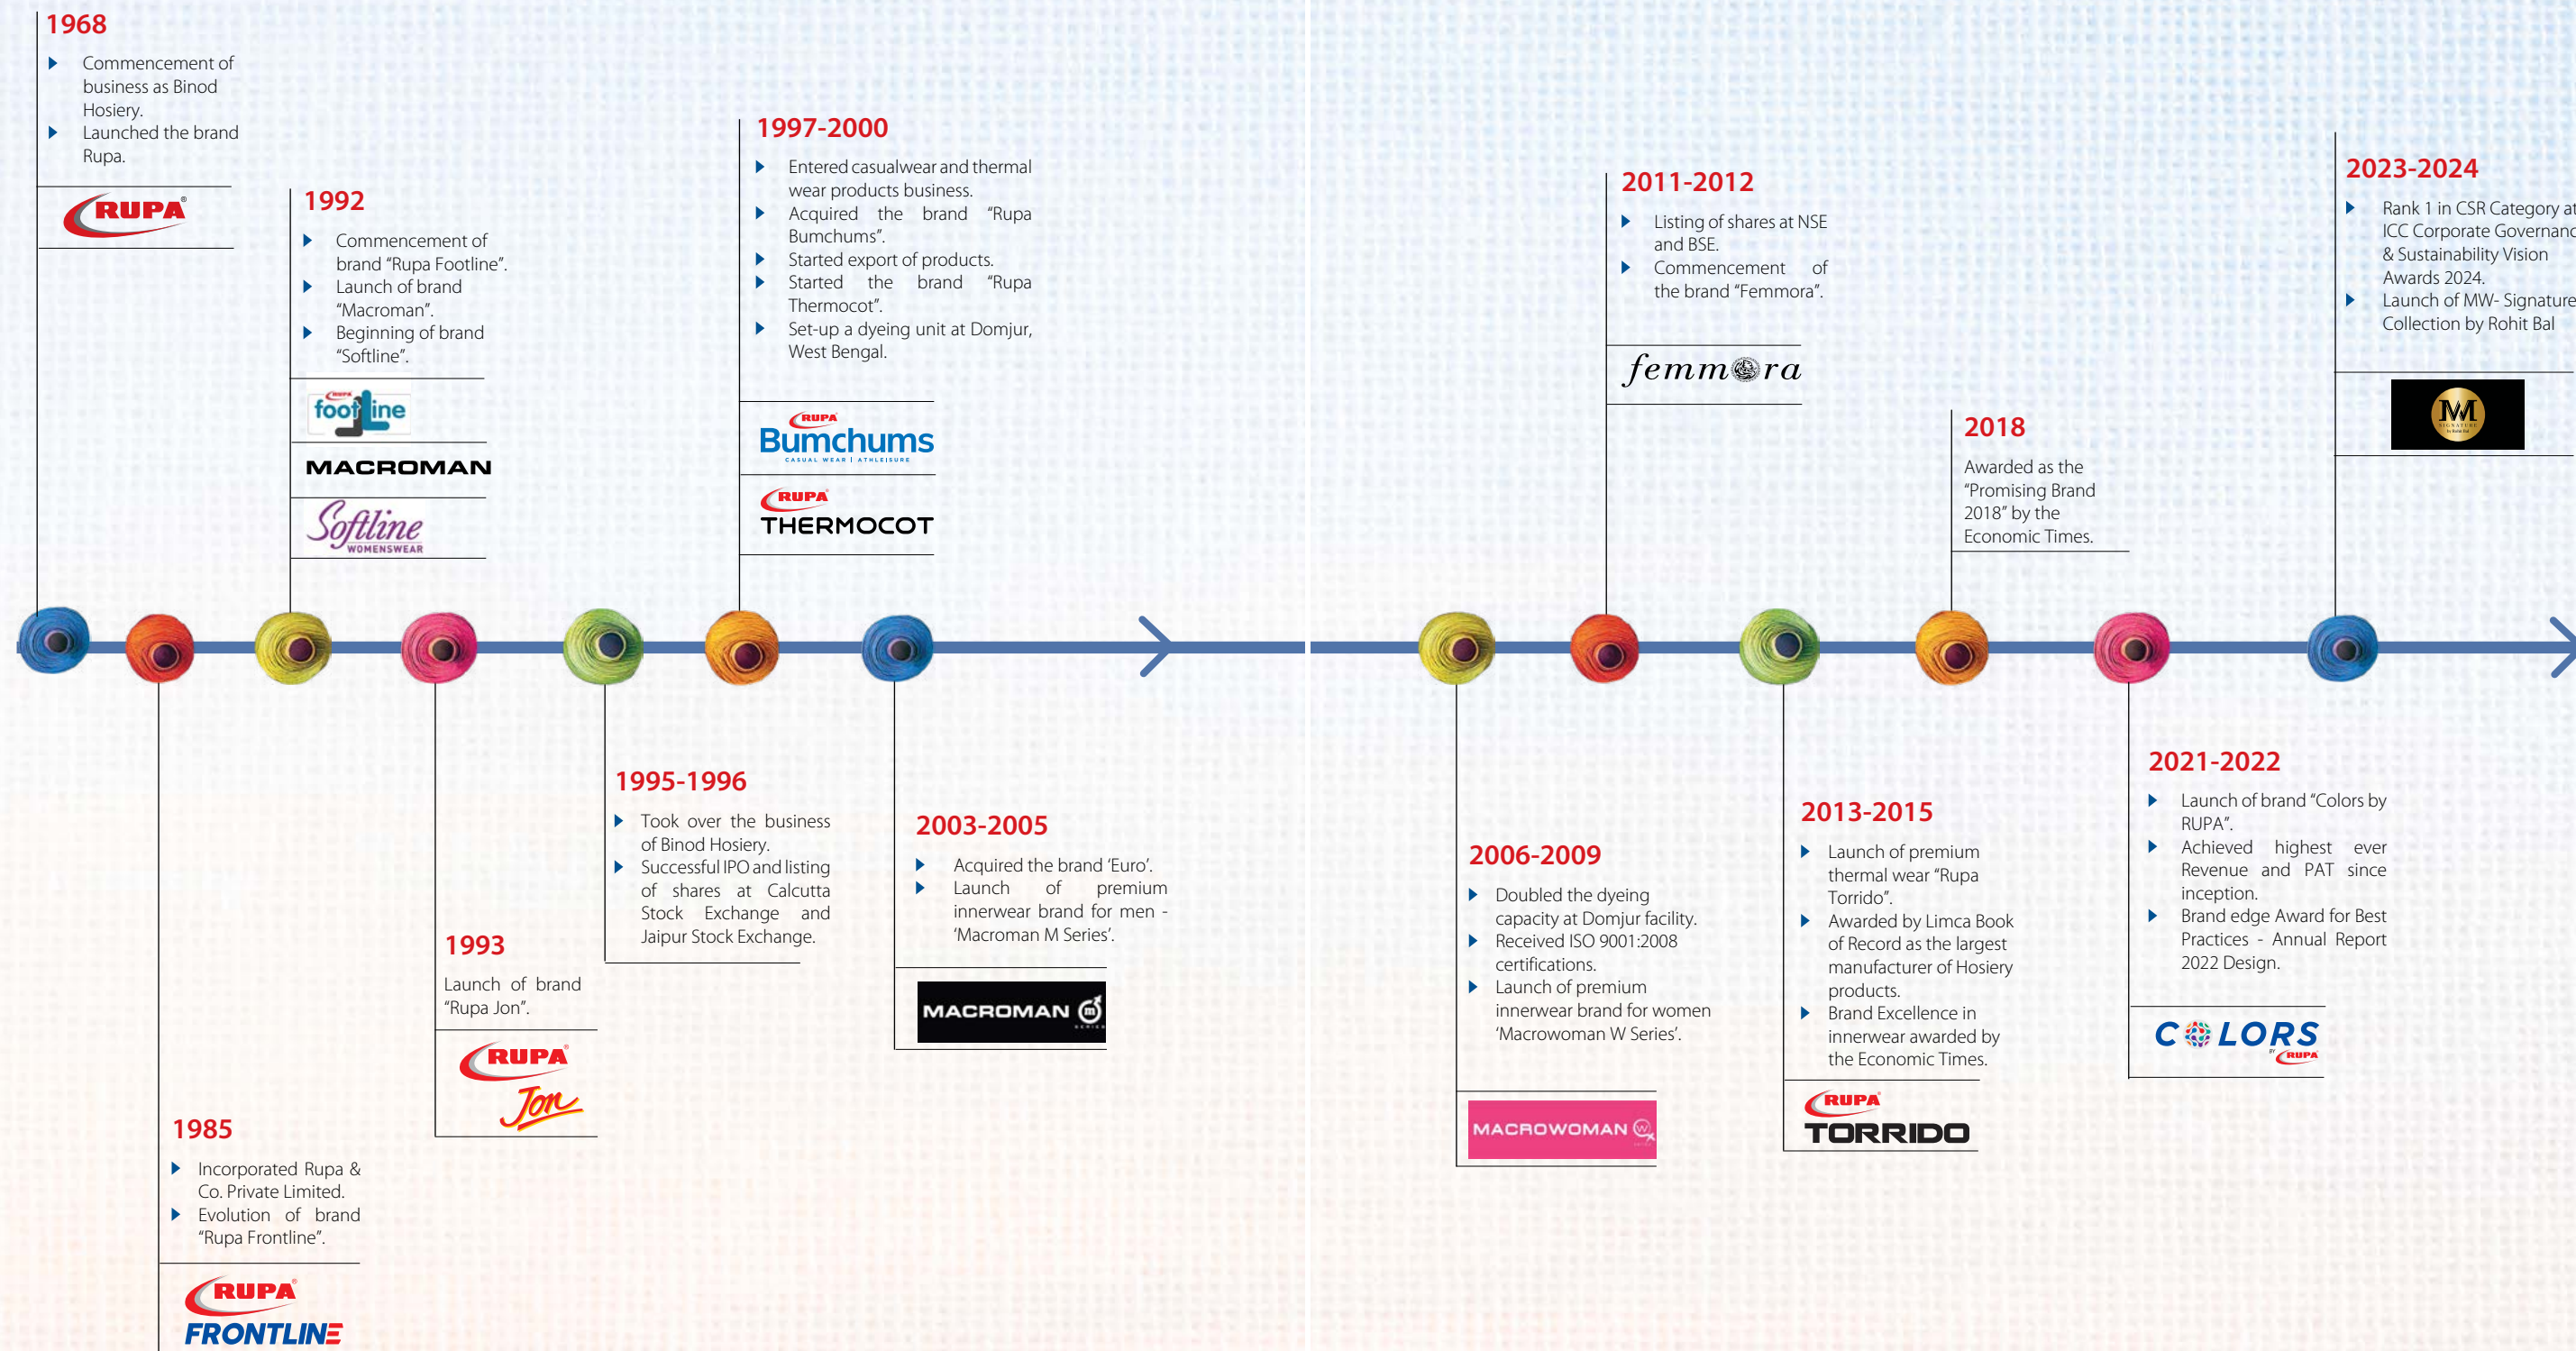 1968
Commencement of
business as Binod
Hosiery.
Launched the brand
Rupa.
RUPA®
1985
Incorporated Rupa &
Co. Private Limited.
Evolution of brand
“Rupa Frontline”.
RUPA®
FRONTLINE
1992
Commencement of
brand “Rupa Footline”.
Launch of brand
“Macroman”.
Beginning of brand
“Softline”.
RUPA
footLine
MACROMAN
Softline
WOMENSWEAR
1993
Launch of brand
“Rupa Jon”.
RUPA®
Jon
1995-1996
Took over the business
of Binod Hosiery.
Successful IPO and listing
of shares at Calcutta
Stock Exchange and
Jaipur Stock Exchange.
1997-2000
Entered casualwear and thermal
wear products business.
Acquired the brand “Rupa
Bumchums”.
Started export of products.
Started the brand “Rupa
Thermocot”.
Set-up a dyeing unit at Domjur,
West Bengal.
RUPA
Bumchums
CASUAL WEAR | ATHLEISURE
RUPA
THERMOCOT
2003-2005
Acquired the brand ‘Euro’.
Launch of premium
innerwear brand for men -
‘Macroman M Series’.
MACROMAN m
SERIES
2006-2009
Doubled the dyeing
capacity at Domjur facility.
Received ISO 9001:2008
certifications.
Launch of premium
innerwear brand for women
‘Macrowoman W Series’.
MACROWOMAN W
2011-2012
Listing of shares at NSE
and BSE.
Commencement of
the brand “Femmora”.
femmora
2013-2015
Launch of premium
thermal wear “Rupa
Torrido”.
Awarded by Limca Book
of Record as the largest
manufacturer of Hosiery
products.
Brand Excellence in
innerwear awarded by
the Economic Times.
RUPA
TORRIDO
2018
Awarded as the
“Promising Brand
2018” by the
Economic Times.
2021-2022
Launch of brand “Colors by
RUPA”.
Achieved highest ever
Revenue and PAT since
inception.
Brand edge Award for Best
Practices - Annual Report
2022 Design.
COLORS
BY RUPA
2023-2024
Rank 1 in CSR Category at
ICC Corporate Governanc
& Sustainability Vision
Awards 2024.
Launch of MW- Signature
Collection by Rohit Bal
SIGNATURE
by Rohit Bal